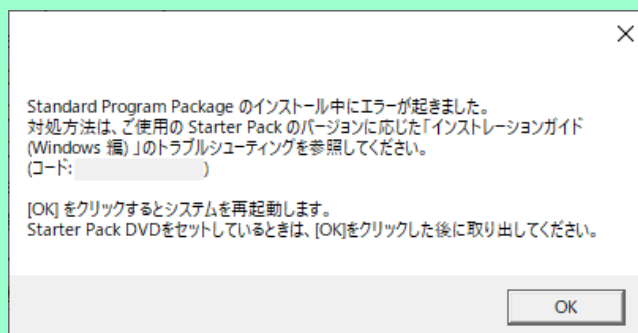 Standard Program Package のインストール中にエラーが起きました。
対処方法は、ご使用の Starter Pack のバージョンに応じた「インストレーションガイド
(Windows 編) 」のトラブルシューティングを参照してください。
(コード: )
[OK] をクリックするとシステムを再起動します。
Starter Pack DVDをセットしているときは、[OK]をクリックした後に取り出してください。
OK